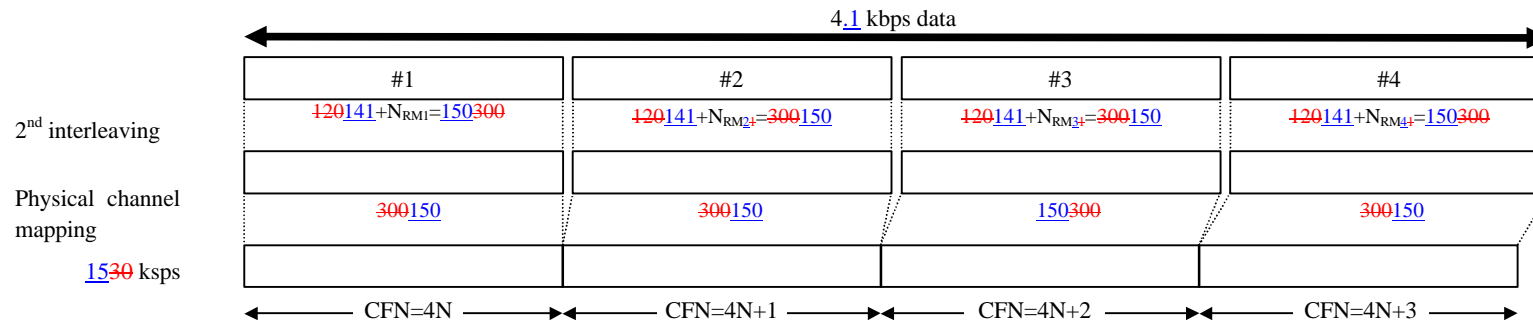 4.1 kbps data
#1 #2 #3 #4
2nd interleaving
120141+NRM1=150300 120141+NRM21=300150 120141+NRM31=300150 120141+NRM41=150300
Physical channel
mapping
300150 300150 150300 300150
1530 ksps
CFN=4N CFN=4N+1 CFN=4N+2 CFN=4N+3